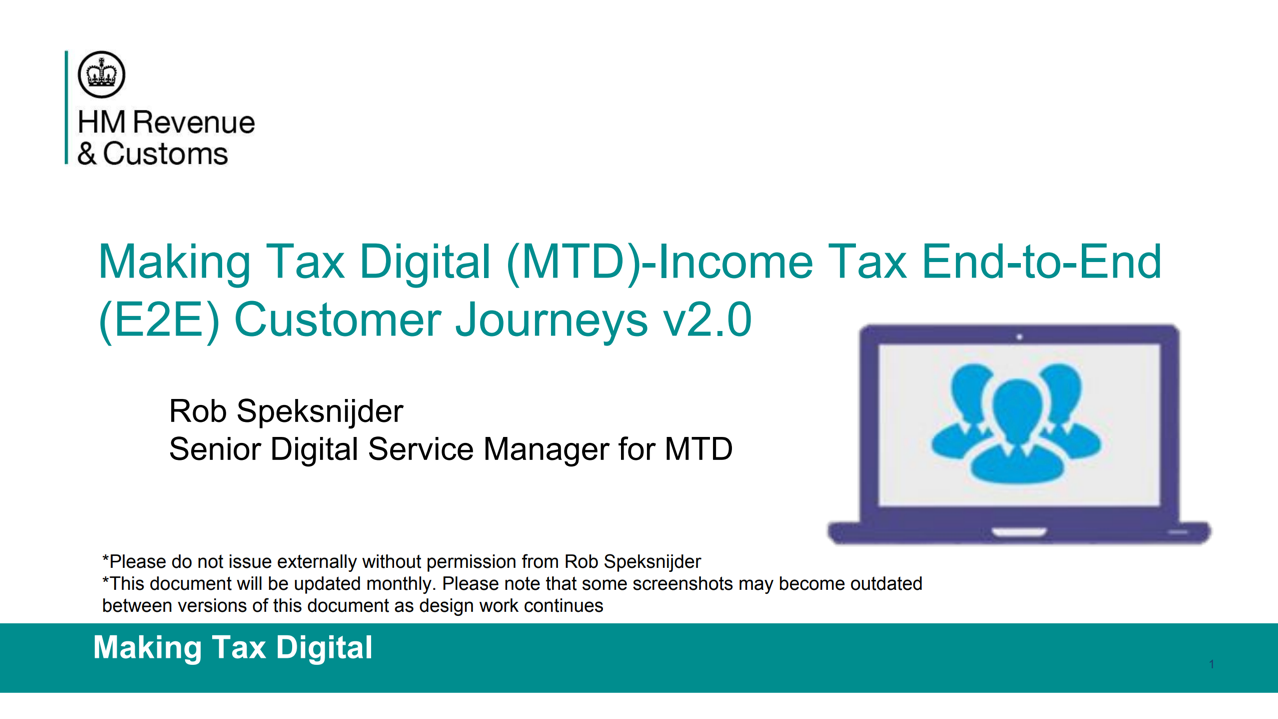 HM Revenue
& Customs
Making Tax Digital (MTD)-Income Tax End-to-End
(E2E) Customer Journeys v2.0
Rob Speksnijder
Senior Digital Service Manager for MTD
*Please do not issue externally without permission from Rob Speksnijder
*This document will be updated monthly. Please note that some screenshots may become outdated
between versions of this document as design work continues
Making Tax Digital
1